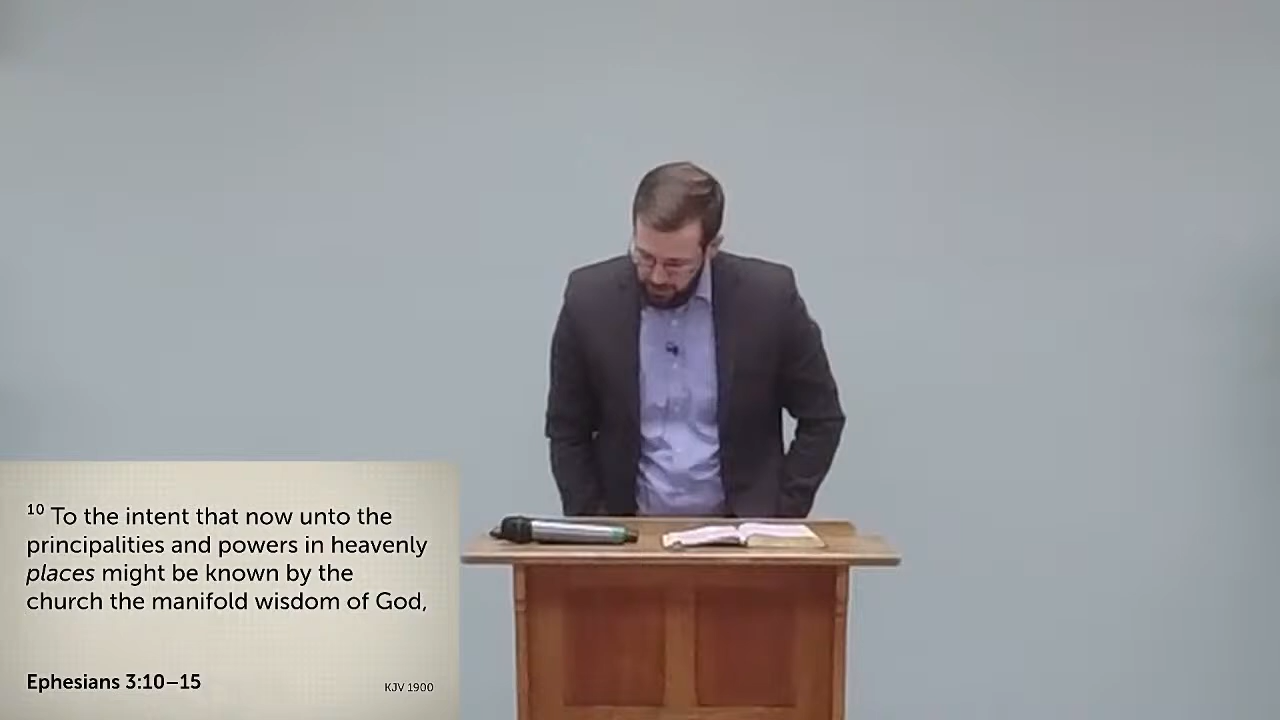 10 To the intent that now unto the
principalities and powers in heavenly
places might be known by the
church the manifold wisdom of God,
Ephesians 3:10–15
KJV 1900